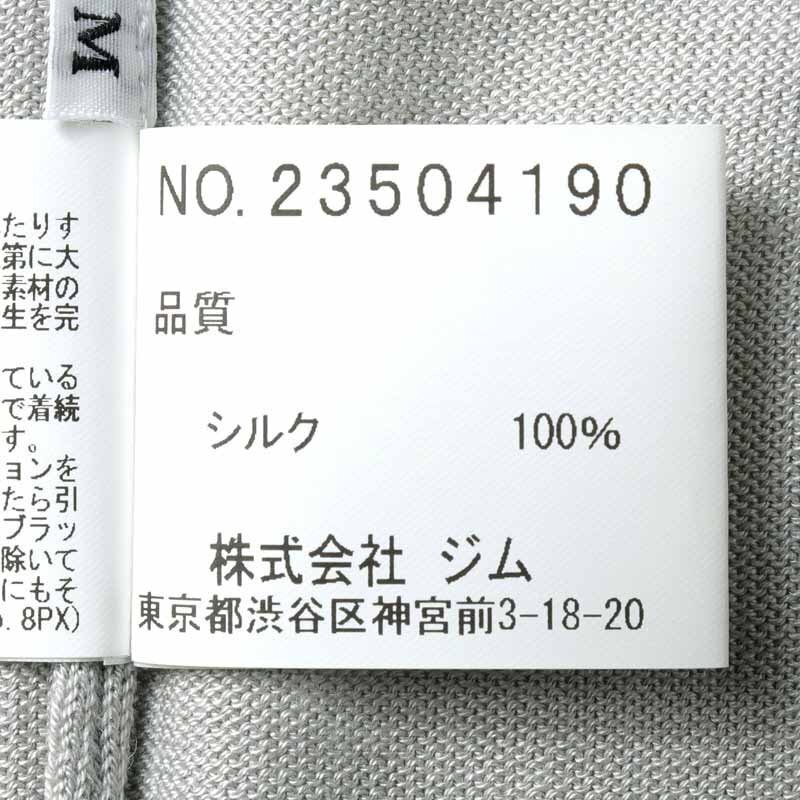 M
NO. 23504190
品質
シルク 100%
株式会社 ジム
東京都渋谷区神宮前3-18-20
たりす
第に大
素材の
生を完
ている
で着続
す。
ョンを
たら引
ブラッ
除いて
にもそ
.8PX)